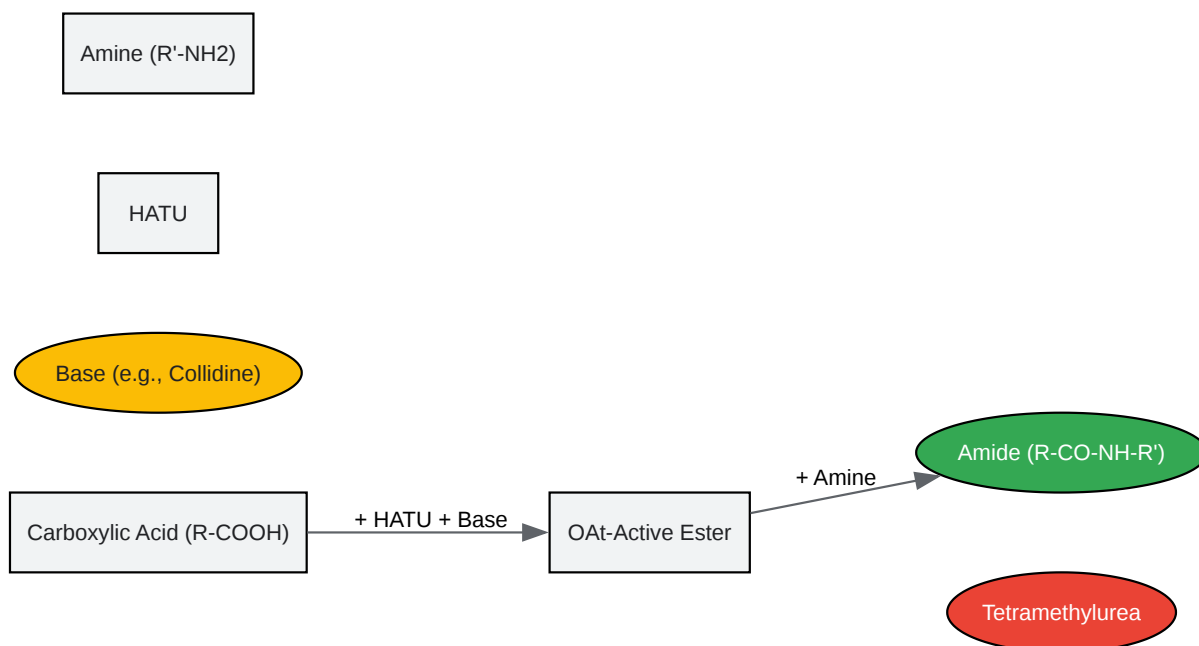 Amine (R'-NH2)
HATU
Base (e.g., Collidine)
Carboxylic Acid (R-COOH)
+ HATU + Base
OAt-Active Ester
+ Amine
Amide (R-CO-NH-R')
Tetramethylurea